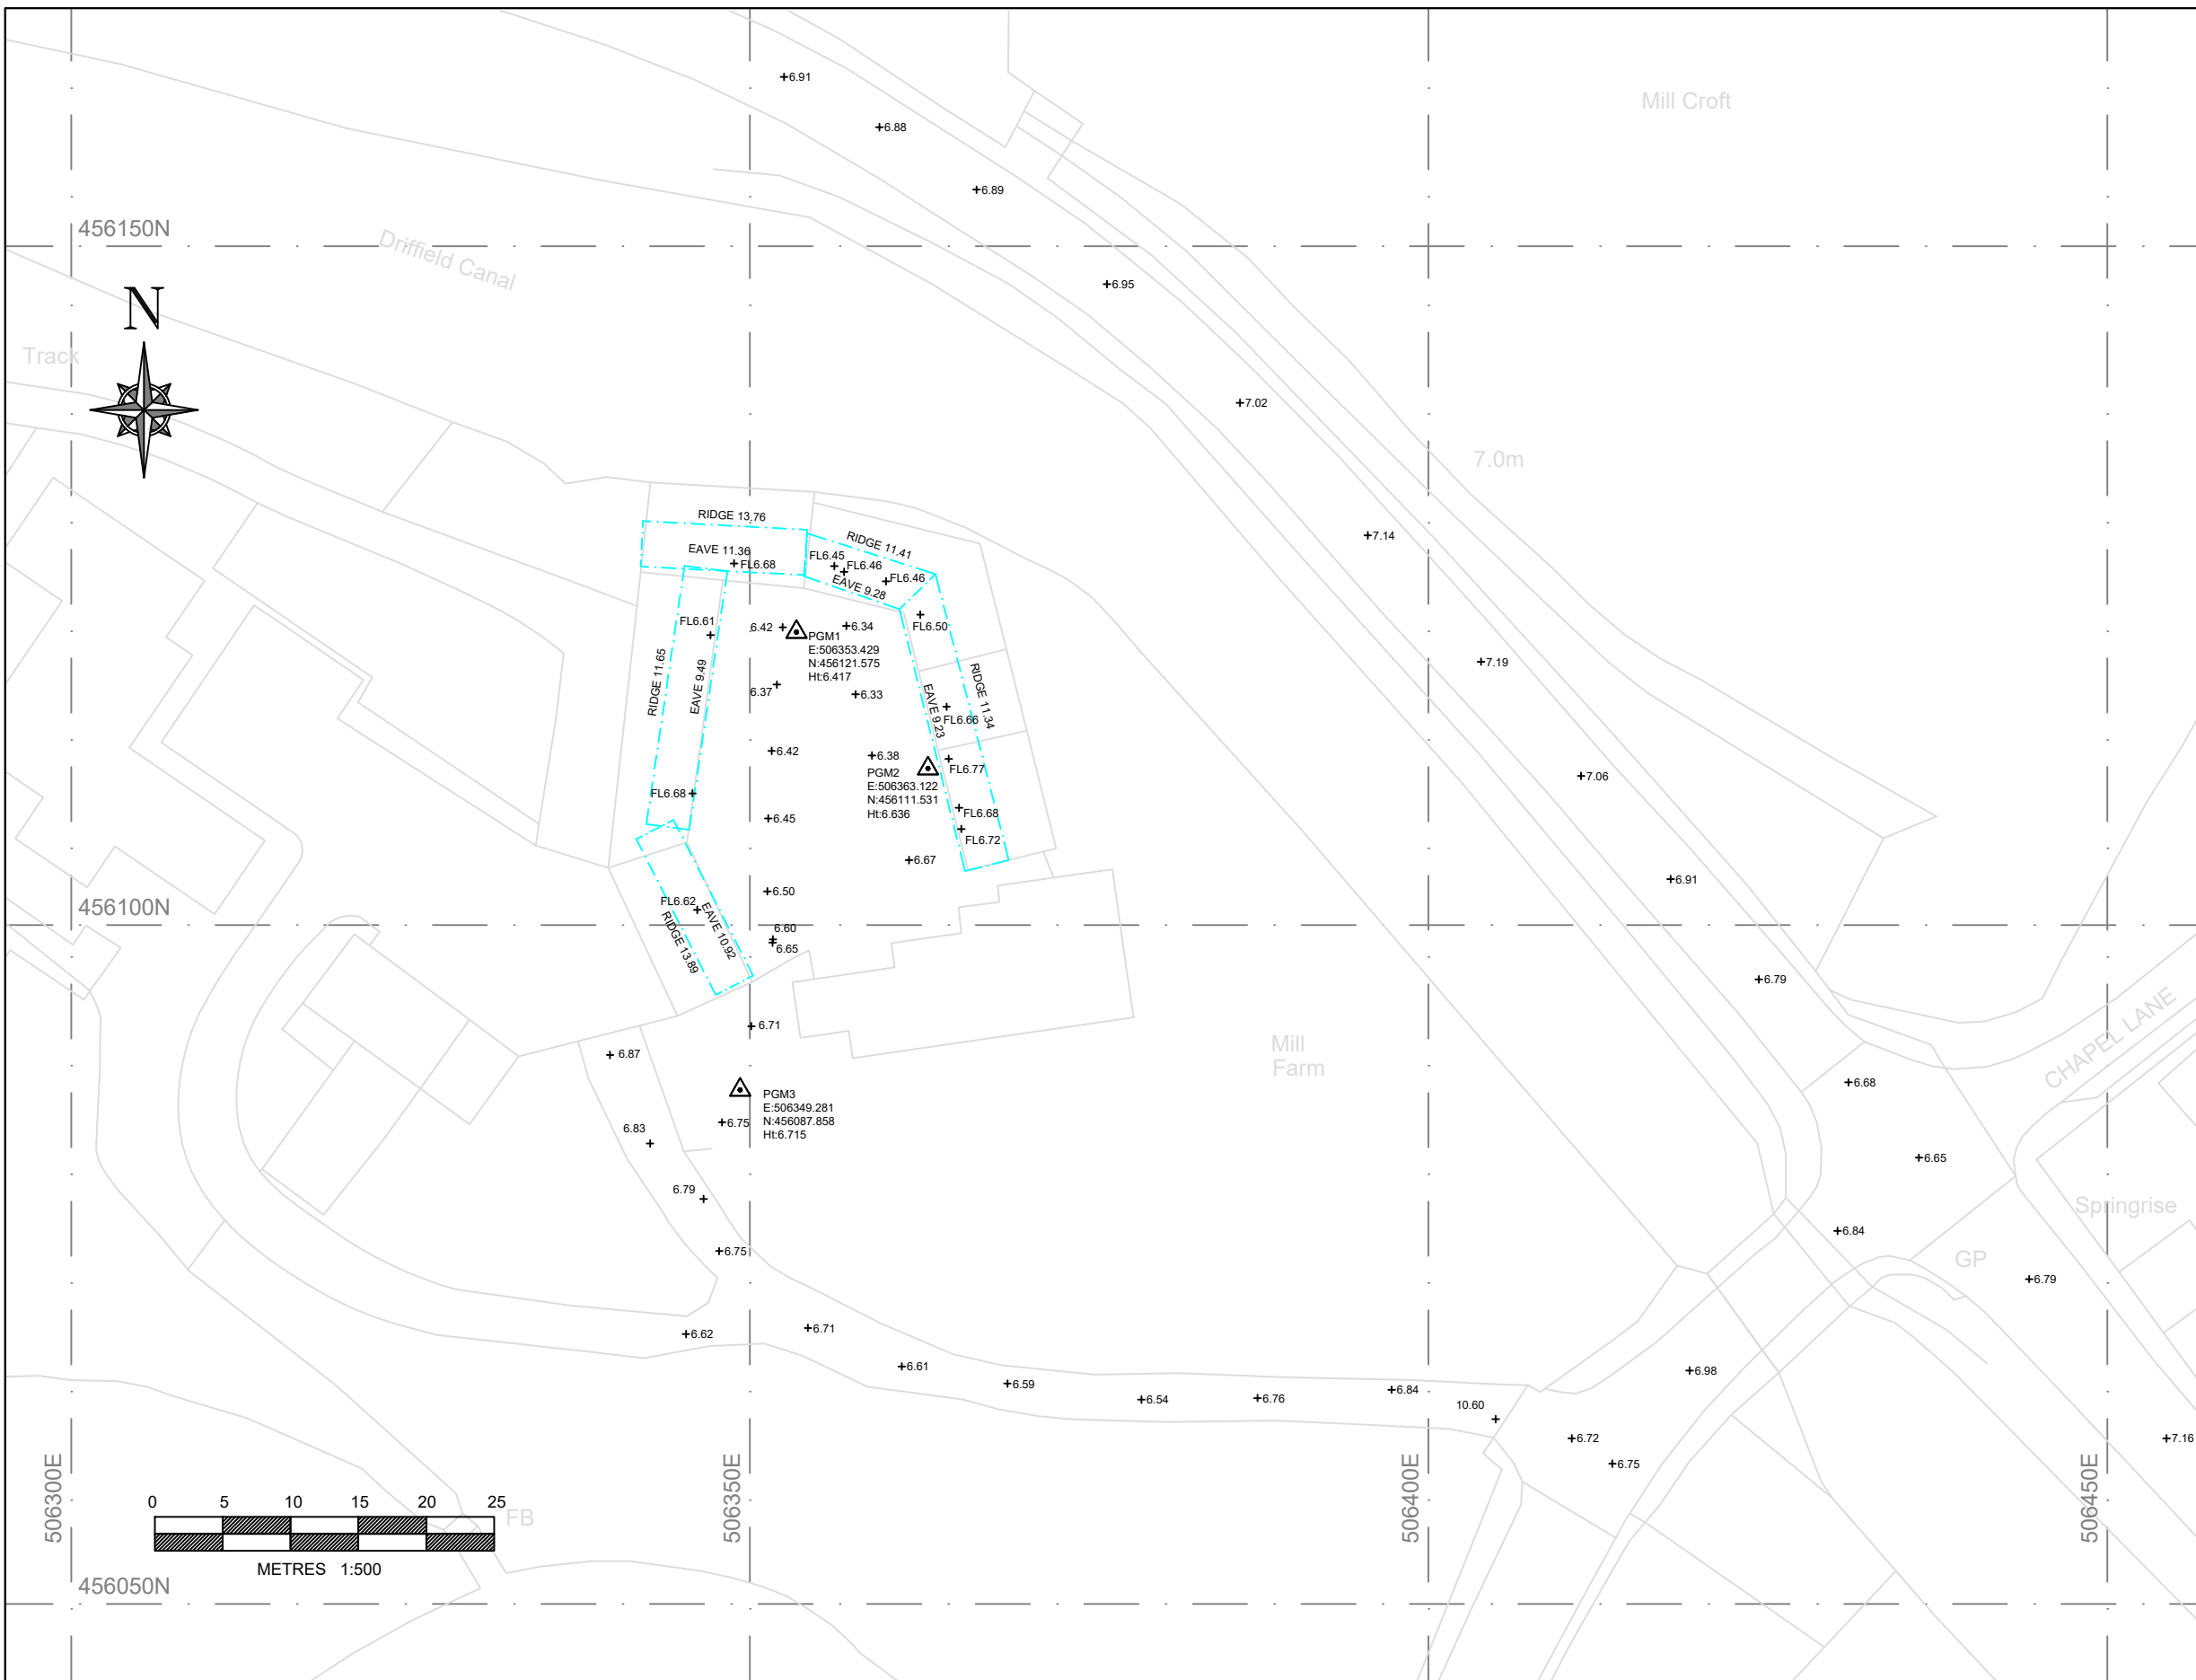 +6.91
Mill Croft
+6.88
+6.89
456150N
Driffield Canal
+6.95
N
Track
+7.02
7.0m
RIDGE 13.76
+7.14
RIDGE 11.41
EAVE 11.36
FL6.45
FL6.46
FL6.68
FL6.46
EAVE 9.28
FL6.61
6.42
6.34
FL6.50
PGM1
E:506353.429
N:456121.575
Ht:6.417
+7.19
RIDGE 11.65
EAVE 9.49
6.37
+6.33
RIDGE 11.34
EAVE 9.23
FL6.66
+6.42
+6.38
FL6.77
PGM2
E:506363.122
N:456111.531
Ht:6.636
+7.06
FL6.68
FL6.68
+6.45
FL6.72
+6.67
+6.91
+6.50
FL6.62
EAVE 10.92
RIDGE 13.89
456100N
6.60
6.65
+6.79
CHAPEL LANE
+6.71
Mill
Farm
+6.87
+6.68
PGM3
E:506349.281
N:456087.858
Ht:6.715
+6.75
6.83
+6.65
6.79
Springrise
+6.84
+6.75
GP
+6.79
+6.62
+6.71
+6.61
+6.59
+6.54
+6.76
+6.84
+6.98
10.60
+6.72
+6.75
+7.16
506300E
506350E
506400E
506450E
0 5 10 15 20 25
FB
METRES 1:500
456050N